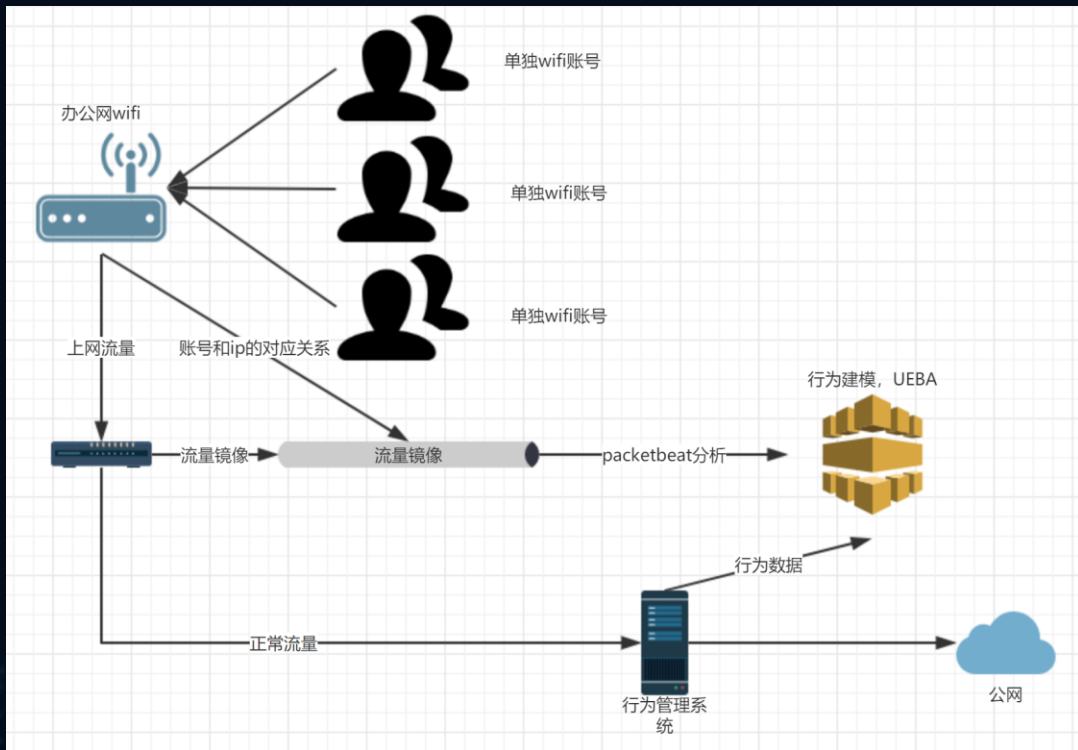 单独wifi账号
办公网wifi
单独wifi账号
单独wifi账号
上网流量
账号和ip的对应关系
行为建模，UEBA
流量镜像
流量镜像
packetbeat分析
行为数据
正常流量
行为管理系
统
公网